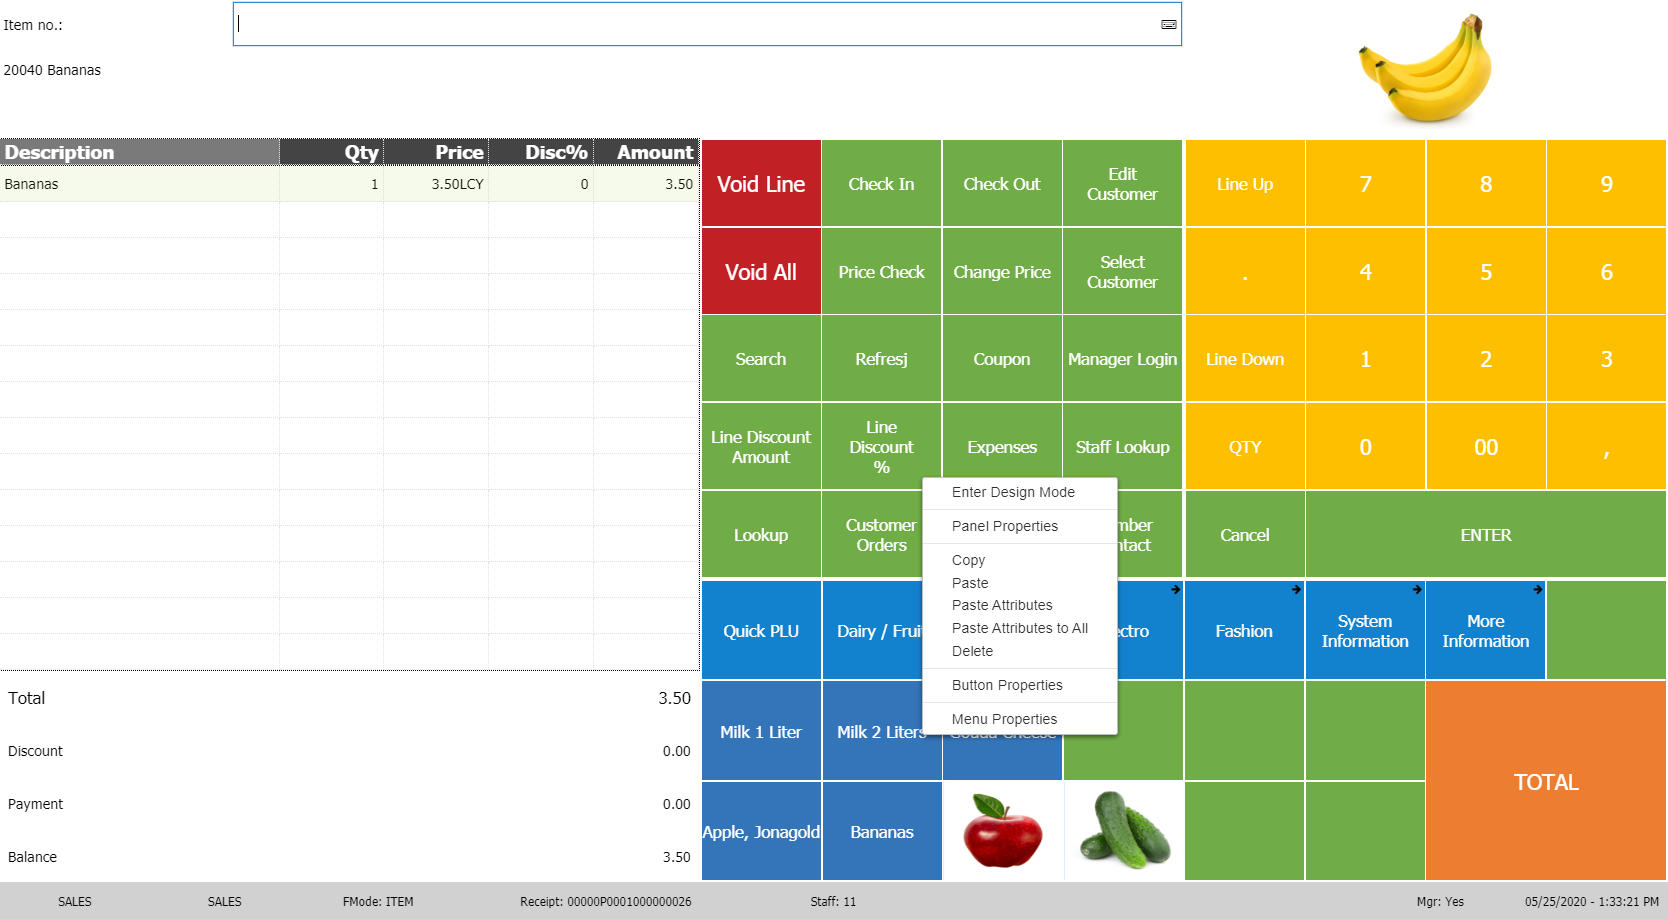 Item no.:
20040 Bananas
Description Qty Price Disc% Amount
Bananas 1 3.50LCY 0 3.50
Total 3.50
Discount 0.00
Payment 0.00
Balance 3.50
Void Line
Check In
Check Out
Edit
Customer
Line Up
7
8
9
Void All
Price Check
Change Price
Select
Customer
.
4
5
6
Search
Refresj
Coupon
Manager Login
Line Down
1
2
3
Line Discount
Amount
Line
Discount
%
Expenses
Staff Lookup
QTY
0
00
,
Lookup
Customer
Orders
Cancel
ENTER
Enter Design Mode
Panel Properties
Copy
Paste
Paste Attributes
Paste Attributes to All
Delete
Button Properties
Menu Properties
Quick PLU
Dairy / Frui
Fashion
System
Information
More
Information
Milk 1 Liter
Milk 2 Liters
TOTAL
Apple, Jonagold
Bananas
SALES SALES FMode: ITEM Receipt: 00000P0001000000026 Staff: 11 Mgr: Yes 05/25/2020 - 1:33:21 PM